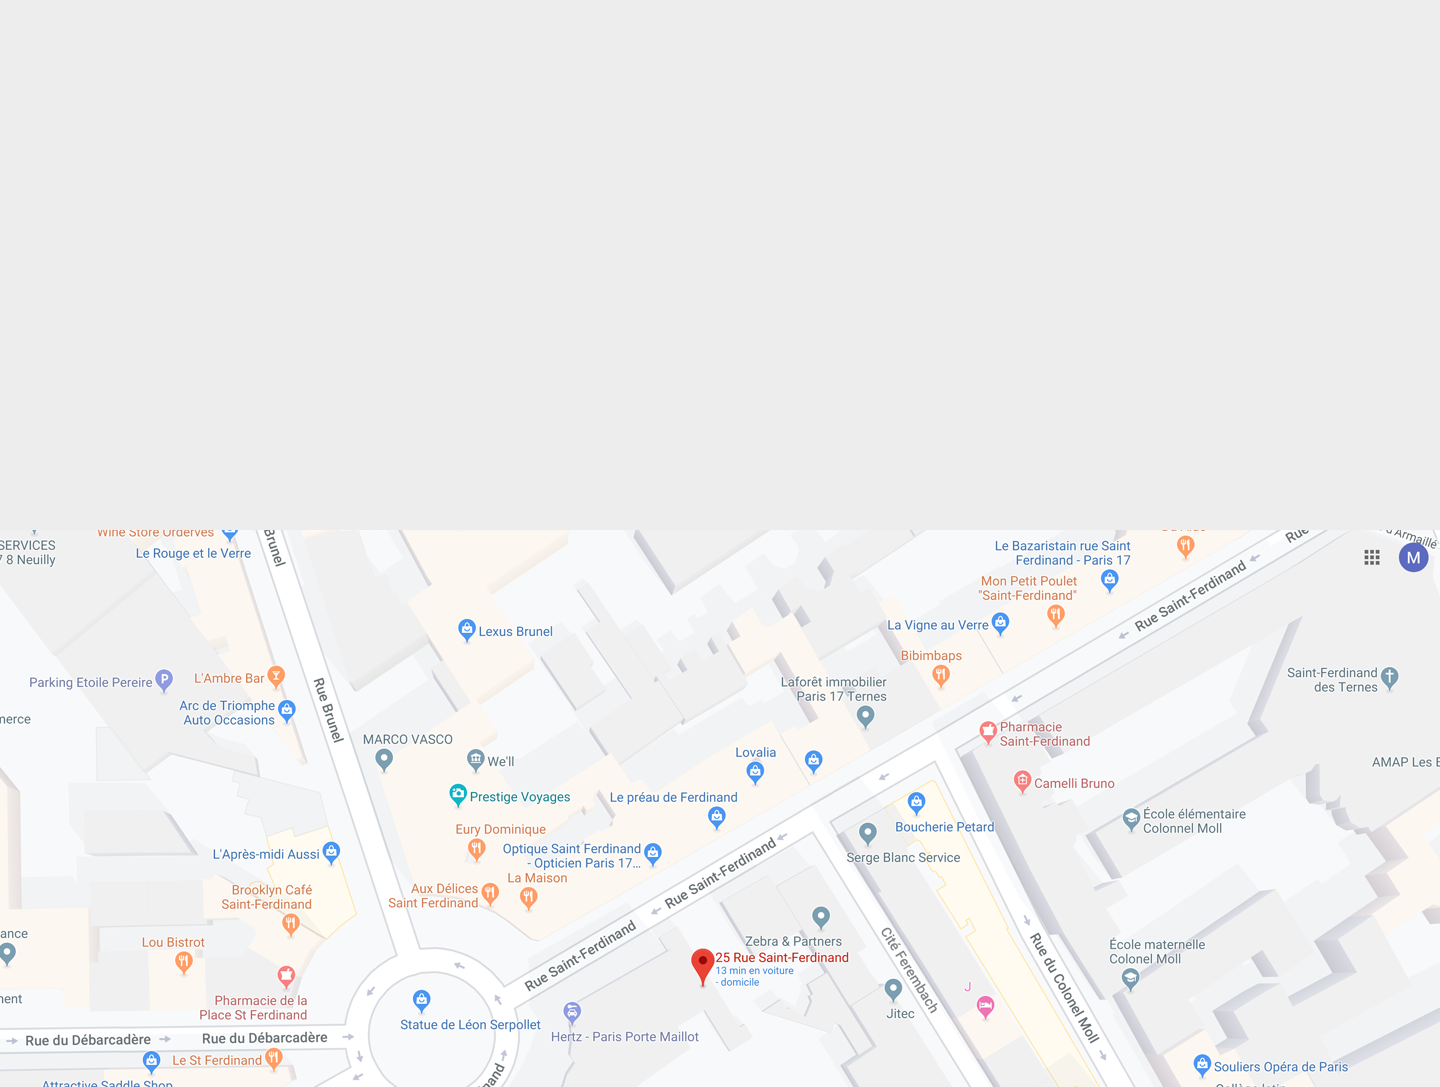 Wine Store Orderves
Le Rouge et le Verre
SERVICES
7 8 Neuilly
Brunel
Rue
d'Armaillé
M
Le Bazaristain rue Saint
Ferdinand - Paris 17
Mon Petit Poulet
"Saint-Ferdinand"
Rue Saint-Ferdinand
La Vigne au Verre
Bibimbaps
Lexus Brunel
Parking Etoile Pereire
P
L'Ambre Bar
Arc de Triomphe
Auto Occasions
Rue Brunel
merce
Laforêt immobilier
Paris 17 Ternes
Saint-Ferdinand
des Ternes
Pharmacie
Saint-Ferdinand
MARCO VASCO
We'll
Lovalia
AMAP Les B
Camelli Bruno
Prestige Voyages
Le préau de Ferdinand
École élémentaire
Colonnel Moll
Boucherie Petard
Eury Dominique
Optique Saint Ferdinand
- Opticien Paris 17...
L'Après-midi Aussi
Serge Blanc Service
La Maison
Rue Saint-Ferdinand
Aux Délices
Saint Ferdinand
Brooklyn Café
Saint-Ferdinand
ance
Lou Bistrot
Zebra & Partners
25 Rue Saint-Ferdinand
13 min en voiture
- domicile
Rue Saint-Ferdinand
Cité Ferembach
Rue du Colonel Moll
École maternelle
Colonel Moll
J
Jitec
ment
Pharmacie de la
Place St Ferdinand
Statue de Léon Serpollet
Hertz - Paris Porte Maillot
Rue du Débarcadère
Rue du Débarcadère
Le St Ferdinand
Souliers Opéra de Paris
Attractive Saddle Shop
nand